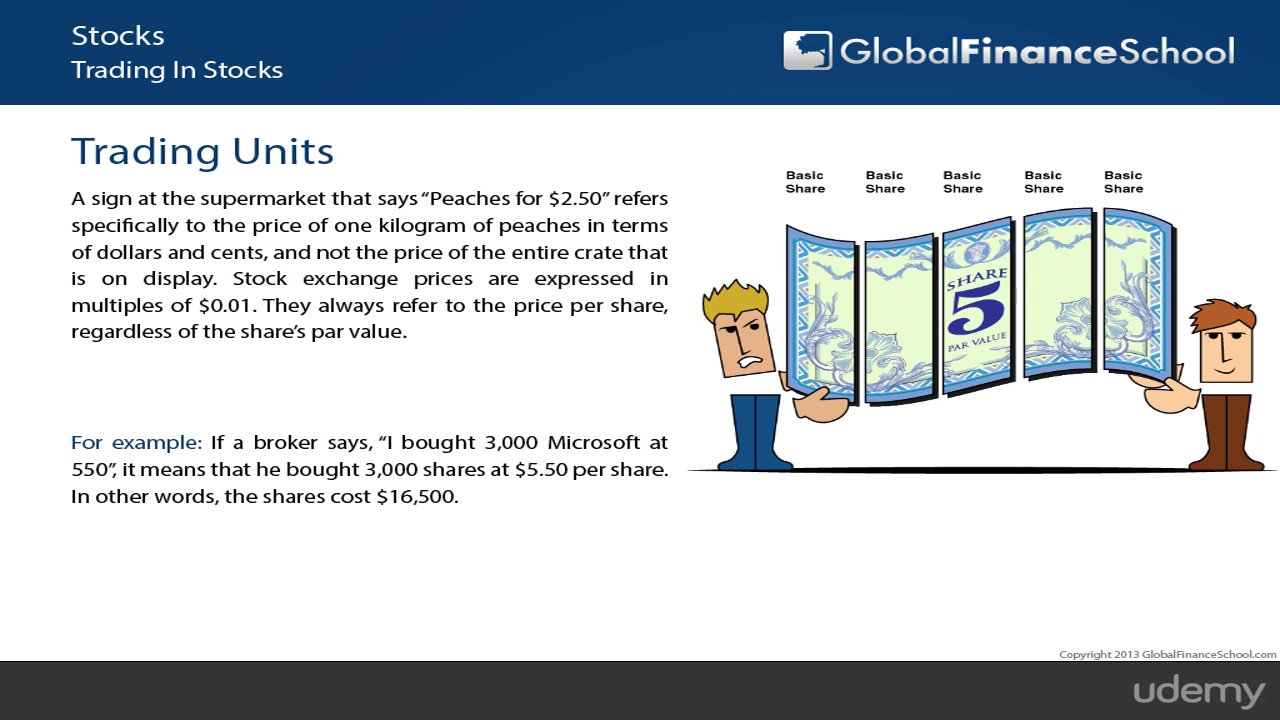 Stocks
Trading In Stocks
GlobalFinanceSchool
Trading Units
A sign at the supermarket that says “Peaches for $2.50” refers
specifically to the price of one kilogram of peaches in terms
of dollars and cents, and not the price of the entire crate that
is on display. Stock exchange prices are expressed in
multiples of $0.01. They always refer to the price per share,
regardless of the share’s par value.
For example: If a broker says, “I bought 3,000 Microsoft at
550”, it means that he bought 3,000 shares at $5.50 per share.
In other words, the shares cost $16,500.
Basic Basic Basic Basic Basic
Share Share Share Share Share
SHARE
5
PAR VALUE
Copyright 2013 GlobalFinanceSchool.com
udemy